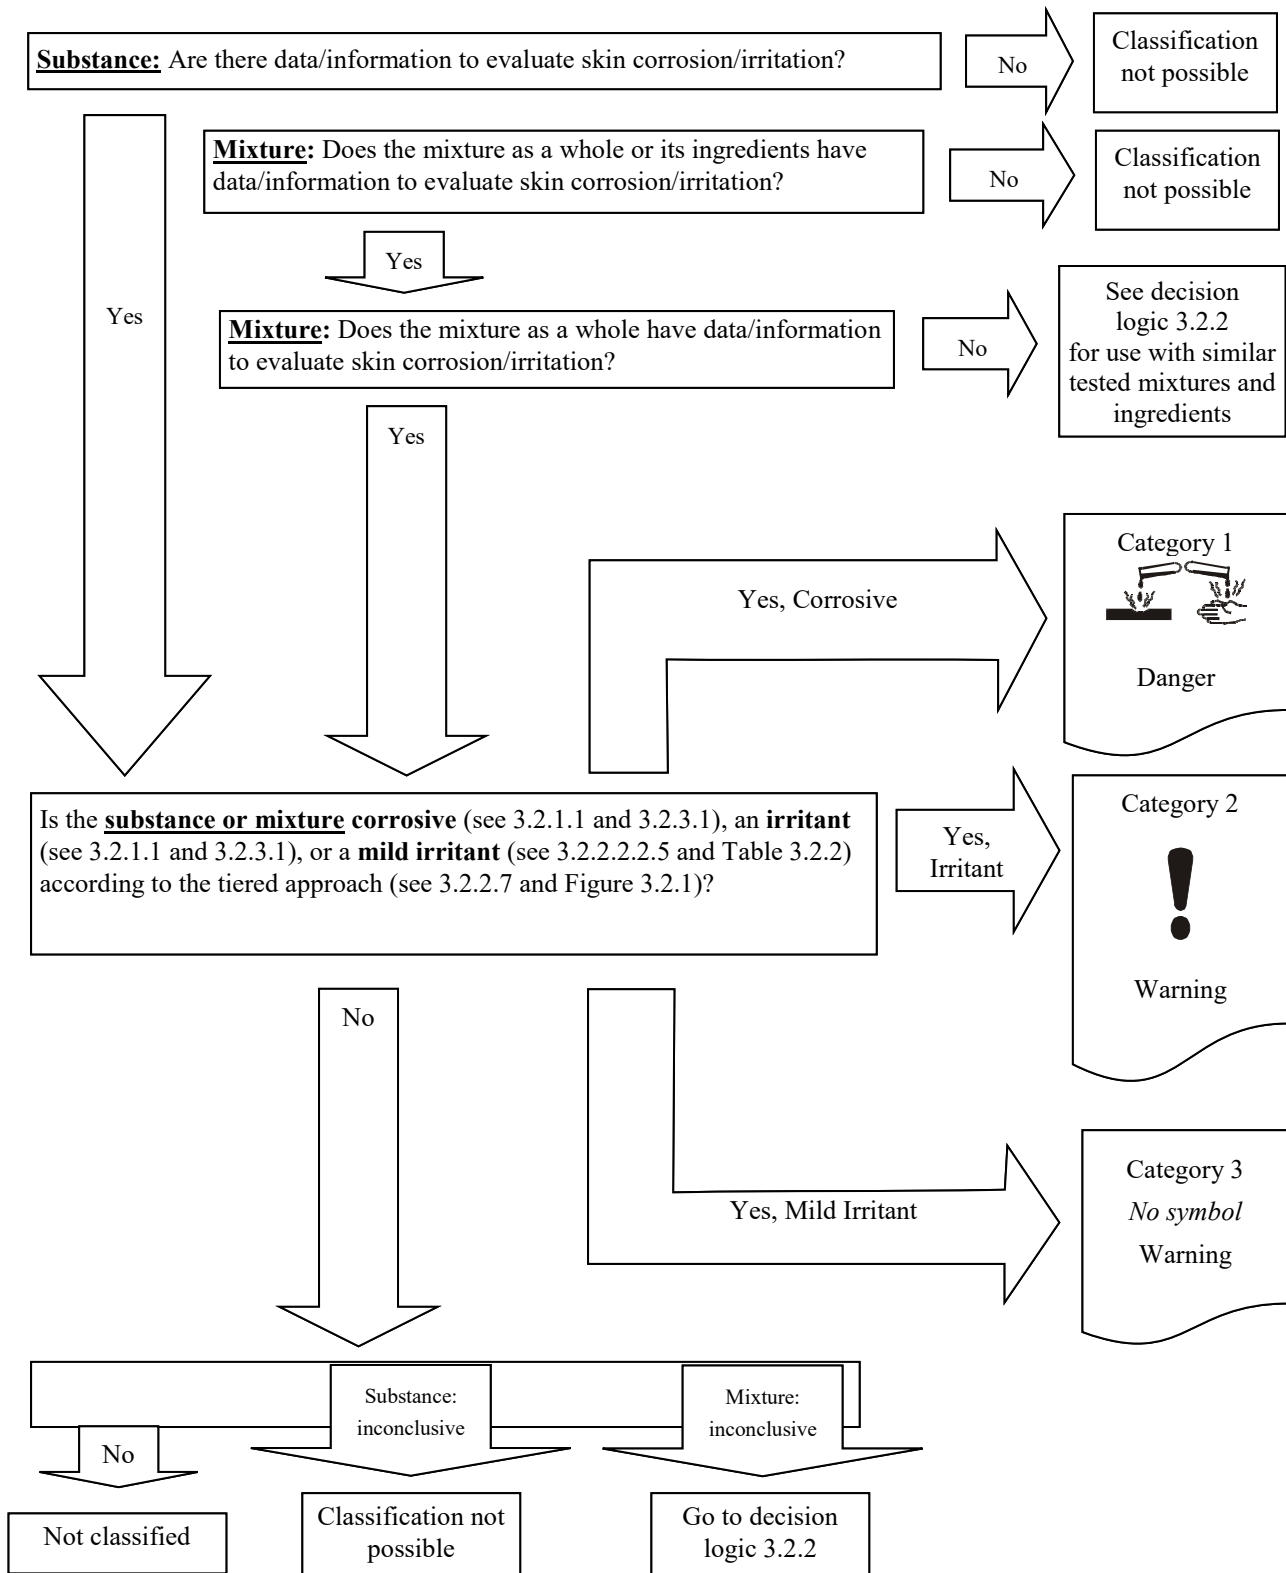 Substance: Are there data/information to evaluate skin corrosion/irritation?
No
Classification
not possible
Mixture: Does the mixture as a whole or its ingredients have
data/information to evaluate skin corrosion/irritation?
No
Classification
not possible
Yes
Yes
Mixture: Does the mixture as a whole have data/information
to evaluate skin corrosion/irritation?
No
See decision
logic 3.2.2
for use with similar
tested mixtures and
ingredients
Yes
Yes, Corrosive
Category 1
Danger
Is the substance or mixture corrosive (see 3.2.1.1 and 3.2.3.1), an irritant
(see 3.2.1.1 and 3.2.3.1), or a mild irritant (see 3.2.2.2.2.5 and Table 3.2.2)
according to the tiered approach (see 3.2.2.7 and Figure 3.2.1)?
Yes,
Irritant
Category 2
Warning
No
Yes, Mild Irritant
Category 3
No symbol
Warning
No
Substance:
inconclusive
Mixture:
inconclusive
Not classified
Classification not
possible
Go to decision
logic 3.2.2